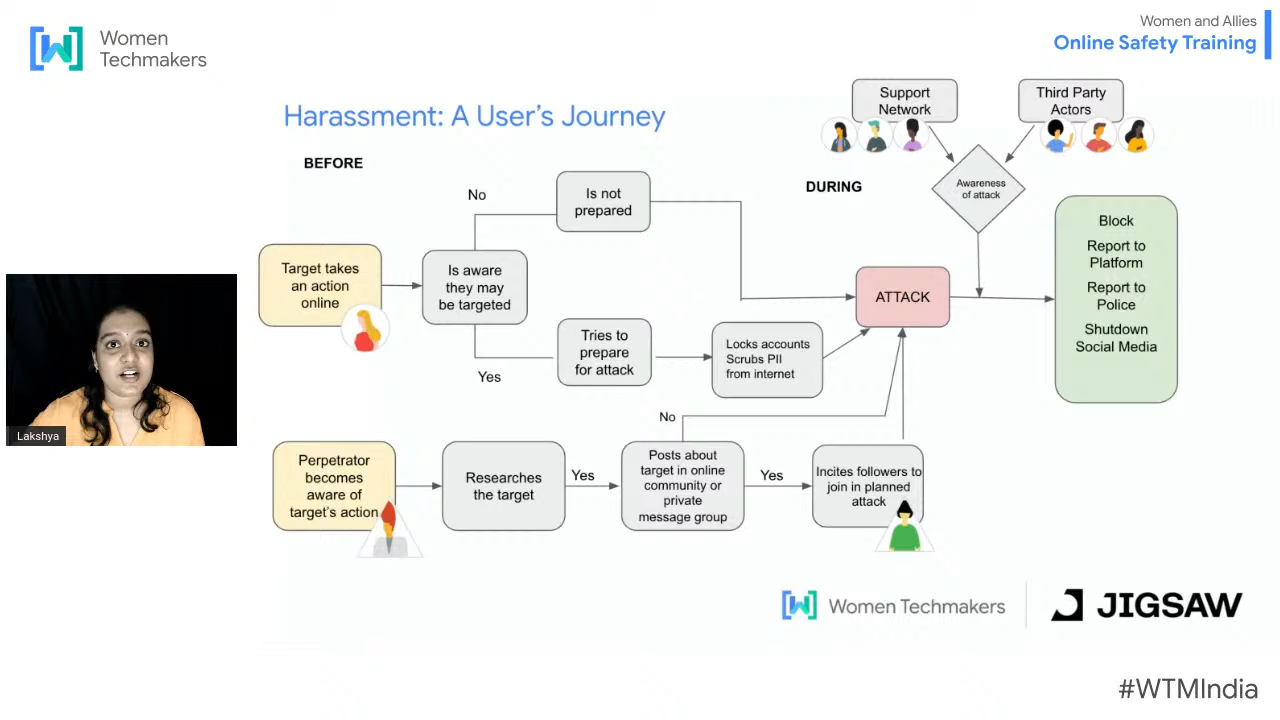 Women
Techmakers
Women and Allies
Online Safety Training
Harassment: A User's Journey
Support
Network
Third Party
Actors
BEFORE
DURING
Awareness
of attack
No
Is not
prepared
Target takes
an action
online
Is aware
they may
be targeted
ATTACK
Block
Report to
Platform
Report to
Police
Shutdown
Social Media
Yes
Tries to
prepare
for attack
Locks accounts
Scrubs PII
from internet
Lakshya
No
Perpetrator
becomes
aware of
target's action
Researches
the target
Yes
Posts about
target in online
community or
private
message group
Yes
Incites followers to
join in planned
attack
Women Techmakers
JIGSAW
#WTMIndia